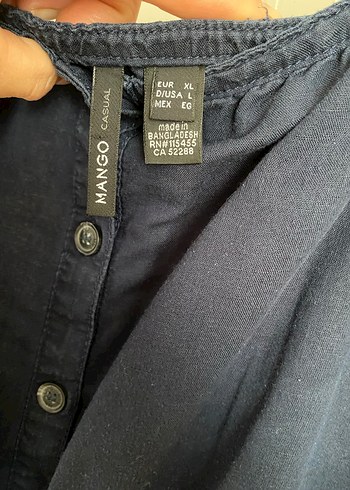 MANGO CASUAL
EUR XL
D/USA L
MEX EG
made in
BANGLADESH
RN#115455
CA 52288